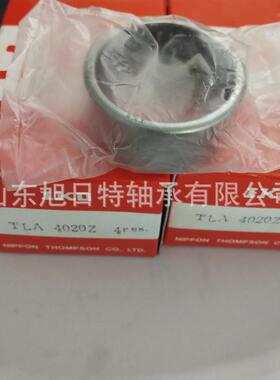 山东旭日特轴承有限公司
IKO
TLA 4020Z 4PCS.
NIPPON THOMPSON CO., LTD.
TLA 4020Z
NIPPON THOMPSON CO., LTD